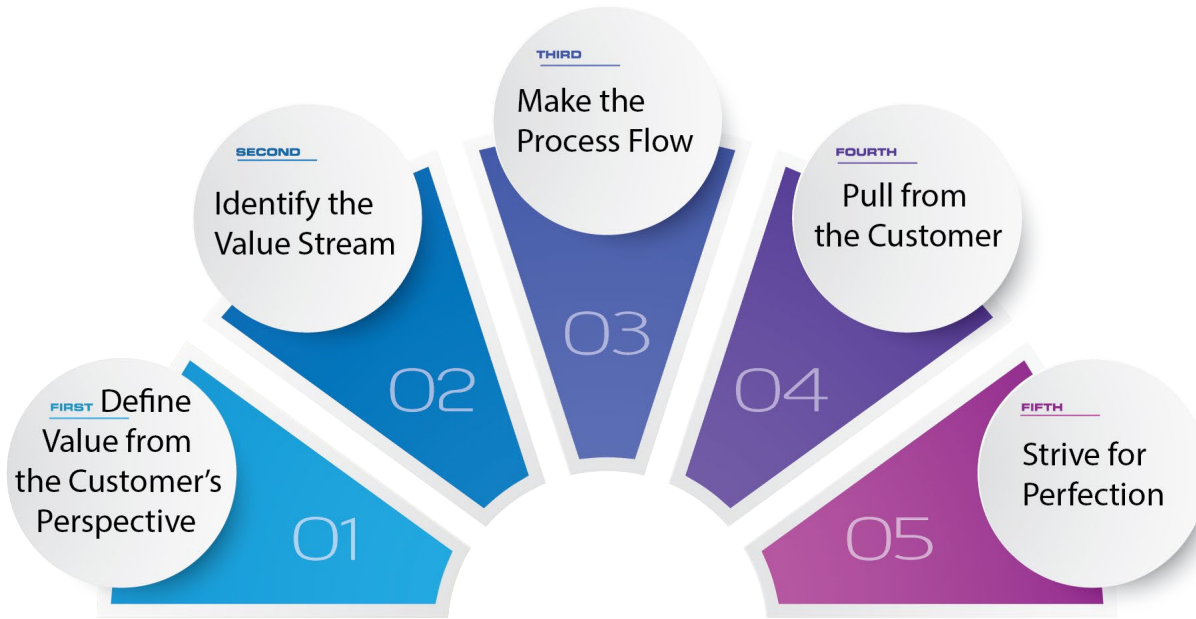 FIRST Define
Value from
the Customer's
Perspective
01
SECOND
Identify the
Value Stream
02
THIRD
Make the
Process Flow
03
FOURTH
Pull from
the Customer
04
FIFTH
Strive for
Perfection
05